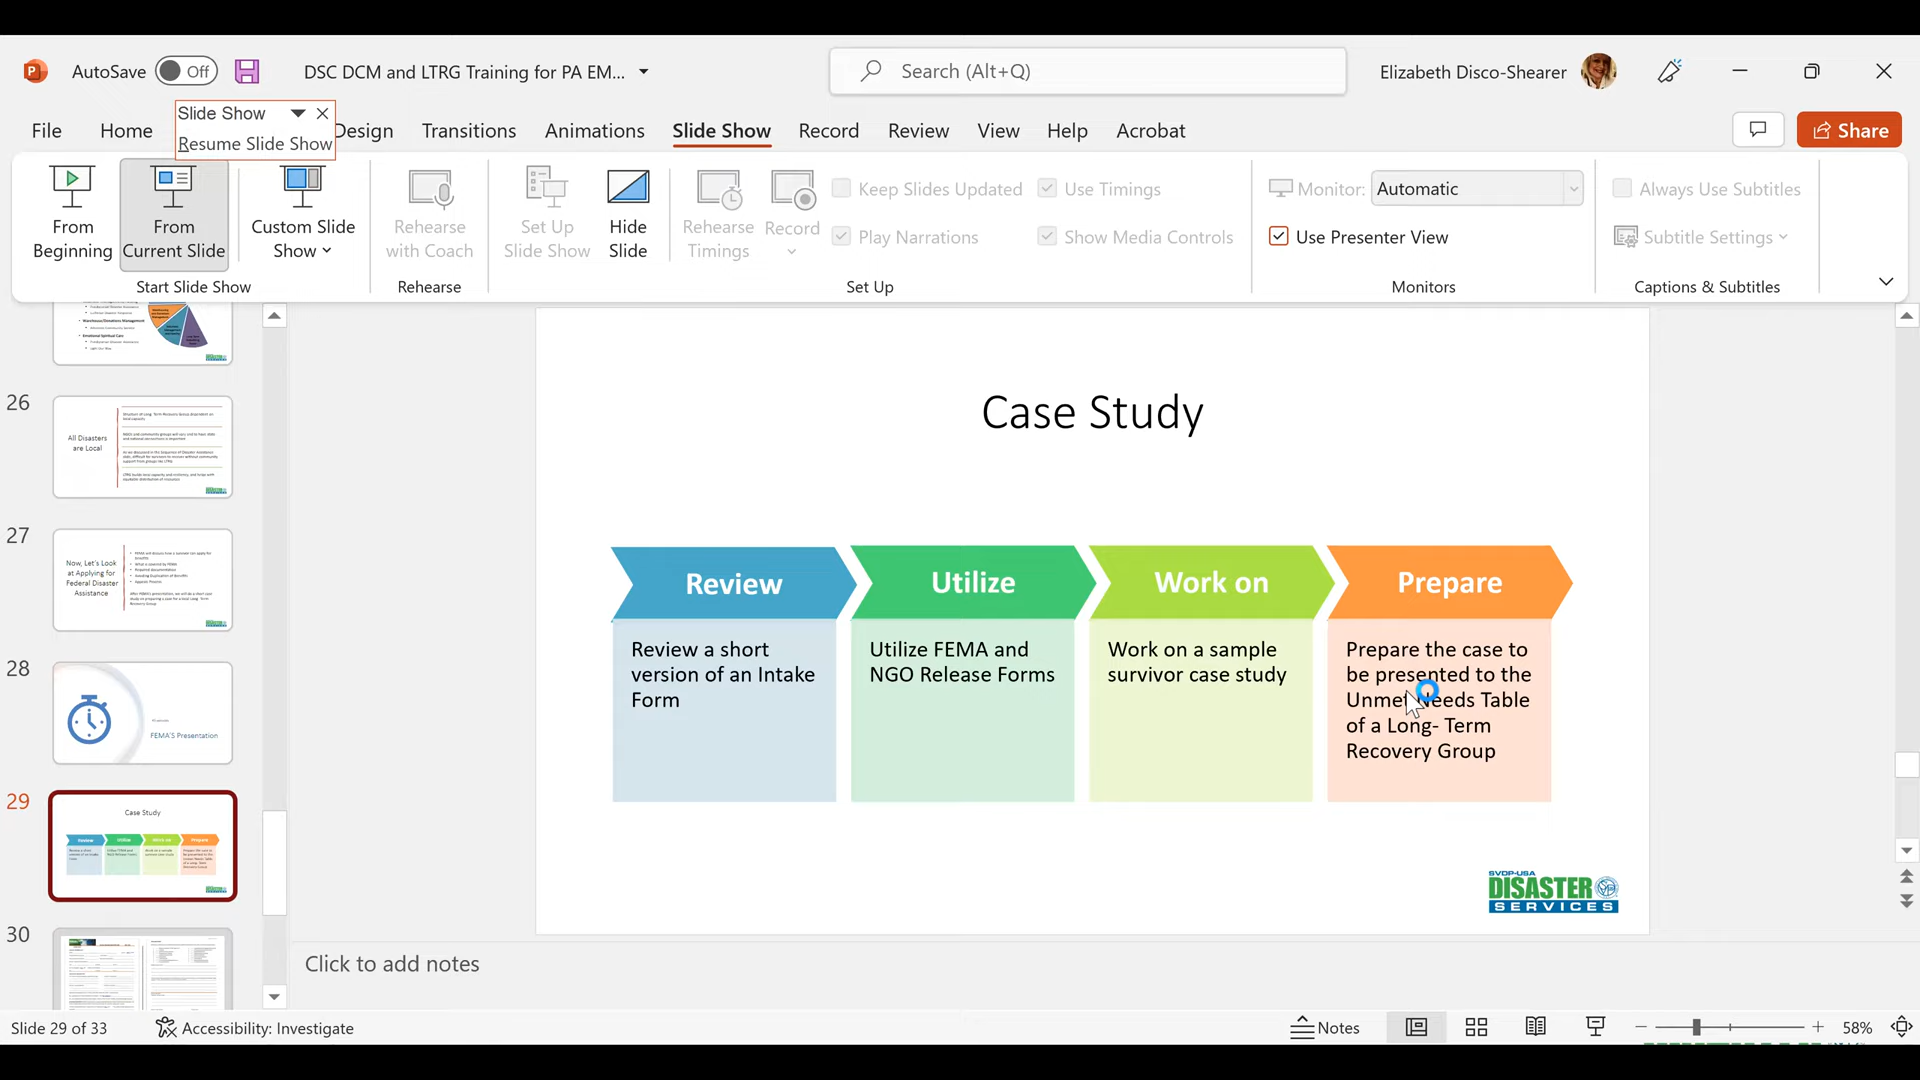 AutoSave Off DSC DCM and LTRG Training for PA EM... Search (Alt+Q) Elizabeth Disco-Shearer
Slide Show
Resume Slide Show
File Home Design Transitions Animations Slide Show Record Review View Help Acrobat Share
From Beginning
From Current Slide
Custom Slide Show
Rehearse with Coach
Set Up Slide Show
Hide Slide
Rehearse Timings
Record
Keep Slides Updated
Play Narrations
Use Timings
Show Media Controls
Monitor: Automatic
Use Presenter View
Always Use Subtitles
Subtitle Settings
Start Slide Show Rehearse Set Up Monitors Captions & Subtitles
26
All Disasters
are Local
27
Now, Let's Look
at Applying for
Federal Disaster
Assistance
28
FEMA'S Presentation
29
Case Study
Review Utilize Work on Prepare
30
Case Study
Review
Review a short
version of an Intake
Form
Utilize
Utilize FEMA and
NGO Release Forms
Work on
Work on a sample
survivor case study
Prepare
Prepare the case to
be presented to the
Unmet Needs Table
of a Long- Term
Recovery Group
SVDP-USA
DISASTER
SERVICES
Click to add notes
Slide 29 of 33 Accessibility: Investigate Notes 58%